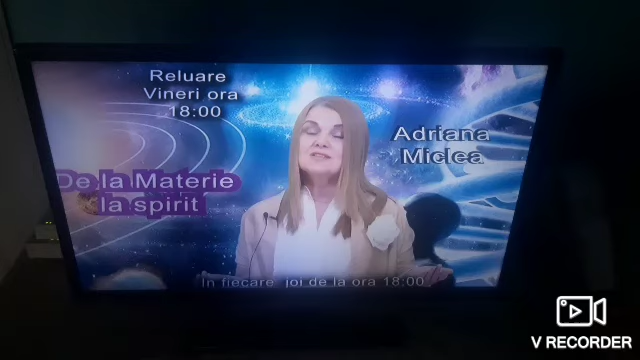 Reluare
Vineri ora
18:00
Adriana
Miclea
De la Materie
la spirit
In fiecare joi de la ora 18:00
V RECORDER